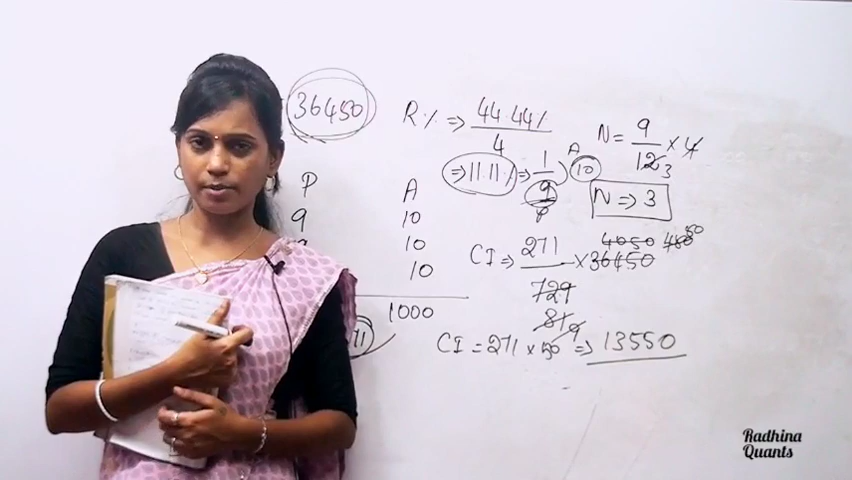 36450
R% ⇒ 44.44% / 4
⇒ 11.11% ⇒ 1 / 9
A
10
P
N = 9 / 12 × 4
3
N ⇒ 3
P A
9 10
10
10
1000
CI ⇒ 271 / 729 × 36450
4050 450 50
81 9
CI = 271 × 50 ⇒ 13550
Radhina
Quants